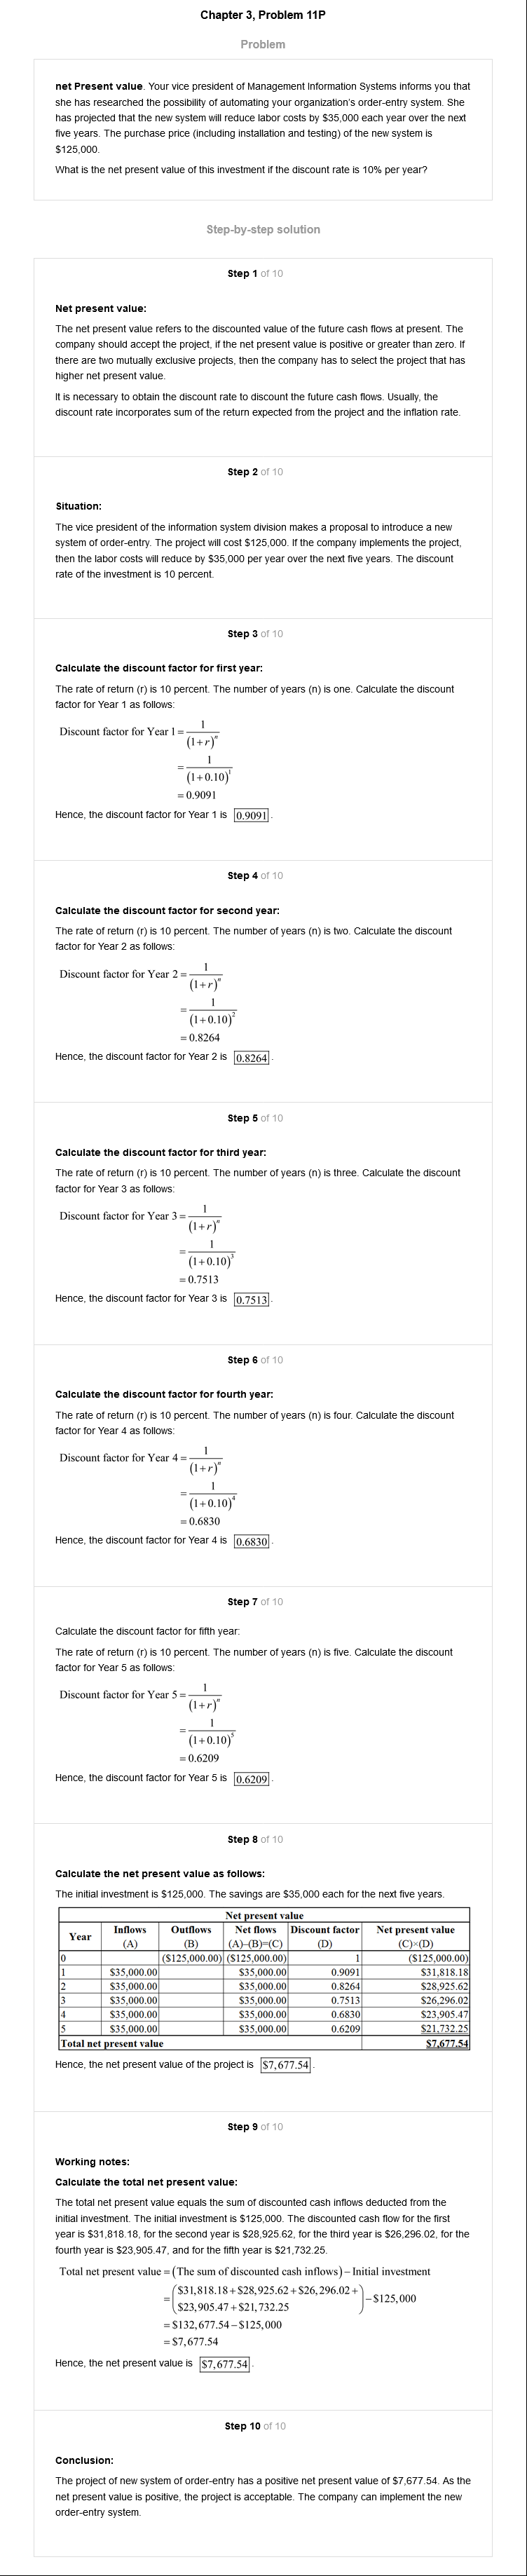 Chapter 3, Problem 11P
Problem
net Present value. Your vice president of Management Information Systems informs you that
she has researched the possibility of automating your organization's order-entry system. She
has projected that the new system will reduce labor costs by $35,000 each year over the next
five years. The purchase price (including installation and testing) of the new system is
$125,000.
What is the net present value of this investment if the discount rate is 10% per year?
Step-by-step solution
Step 1 of 10
Net present value:
The net present value refers to the discounted value of the future cash flows at present. The
company should accept the project, if the net present value is positive or greater than zero. If
there are two mutually exclusive projects, then the company has to select the project that has
higher net present value.
It is necessary to obtain the discount rate to discount the future cash flows. Usually, the
discount rate incorporates sum of the return expected from the project and the inflation rate.
Step 2 of 10
Situation:
The vice president of the information system division makes a proposal to introduce a new
system of order-entry. The project will cost $125,000. If the company implements the project,
then the labor costs will reduce by $35,000 per year over the next five years. The discount
rate of the investment is 10 percent.
Step 3 of 10
Calculate the discount factor for first year:
The rate of return (r) is 10 percent. The number of years (n) is one. Calculate the discount
factor for Year 1 as follows:
Discount factor for Year 1 = 1/(1+r)^n
= 1/(1+0.10)^1
= 0.9091
Hence, the discount factor for Year 1 is 0.9091.
Step 4 of 10
Calculate the discount factor for second year:
The rate of return (r) is 10 percent. The number of years (n) is two. Calculate the discount
factor for Year 2 as follows:
Discount factor for Year 2 = 1/(1+r)^n
= 1/(1+0.10)^2
= 0.8264
Hence, the discount factor for Year 2 is 0.8264.
Step 5 of 10
Calculate the discount factor for third year:
The rate of return (r) is 10 percent. The number of years (n) is three. Calculate the discount
factor for Year 3 as follows:
Discount factor for Year 3 = 1/(1+r)^n
= 1/(1+0.10)^3
= 0.7513
Hence, the discount factor for Year 3 is 0.7513.
Step 6 of 10
Calculate the discount factor for fourth year:
The rate of return (r) is 10 percent. The number of years (n) is four. Calculate the discount
factor for Year 4 as follows:
Discount factor for Year 4 = 1/(1+r)^n
= 1/(1+0.10)^4
= 0.6830
Hence, the discount factor for Year 4 is 0.6830.
Step 7 of 10
Calculate the discount factor for fifth year:
The rate of return (r) is 10 percent. The number of years (n) is five. Calculate the discount
factor for Year 5 as follows:
Discount factor for Year 5 = 1/(1+r)^n
= 1/(1+0.10)^5
= 0.6209
Hence, the discount factor for Year 5 is 0.6209.
Step 8 of 10
Calculate the net present value as follows:
The initial investment is $125,000. The savings are $35,000 each for the next five years.
Net present value
Year Inflows (A) Outflows (B) Net flows (A)-(B)=(C) Discount factor (D) Net present value (C)×(D)
0 ($125,000.00) ($125,000.00) 1 ($125,000.00)
1 $35,000.00 $35,000.00 0.9091 $31,818.18
2 $35,000.00 $35,000.00 0.8264 $28,925.62
3 $35,000.00 $35,000.00 0.7513 $26,296.02
4 $35,000.00 $35,000.00 0.6830 $23,905.47
5 $35,000.00 $35,000.00 0.6209 $21,732.25
Total net present value $7,677.54
Hence, the net present value of the project is $7,677.54.
Step 9 of 10
Working notes:
Calculate the total net present value:
The total net present value equals the sum of discounted cash inflows deducted from the
initial investment. The initial investment is $125,000. The discounted cash flow for the first
year is $31,818.18, for the second year is $28,925.62, for the third year is $26,296.02, for the
fourth year is $23,905.47, and for the fifth year is $21,732.25.
Total net present value = (The sum of discounted cash inflows) − Initial investment
= ($31,818.18+$28,925.62+$26,296.02+
$23,905.47+$21,732.25) − $125,000
= $132,677.54 − $125,000
= $7,677.54
Hence, the net present value is $7,677.54.
Step 10 of 10
Conclusion:
The project of new system of order-entry has a positive net present value of $7,677.54. As the
net present value is positive, the project is acceptable. The company can implement the new
order-entry system.